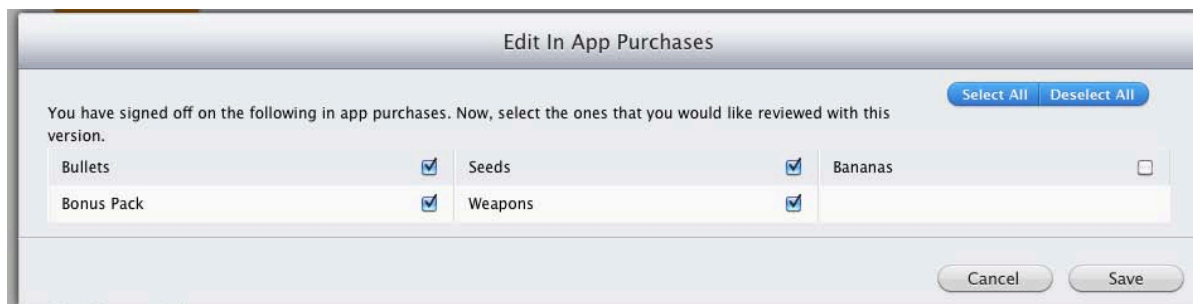 Edit In App Purchases
Select All Deselect All
You have signed off on the following in app purchases. Now, select the ones that you would like reviewed with this
version.
Bullets Seeds Bananas
Bonus Pack Weapons
Cancel Save